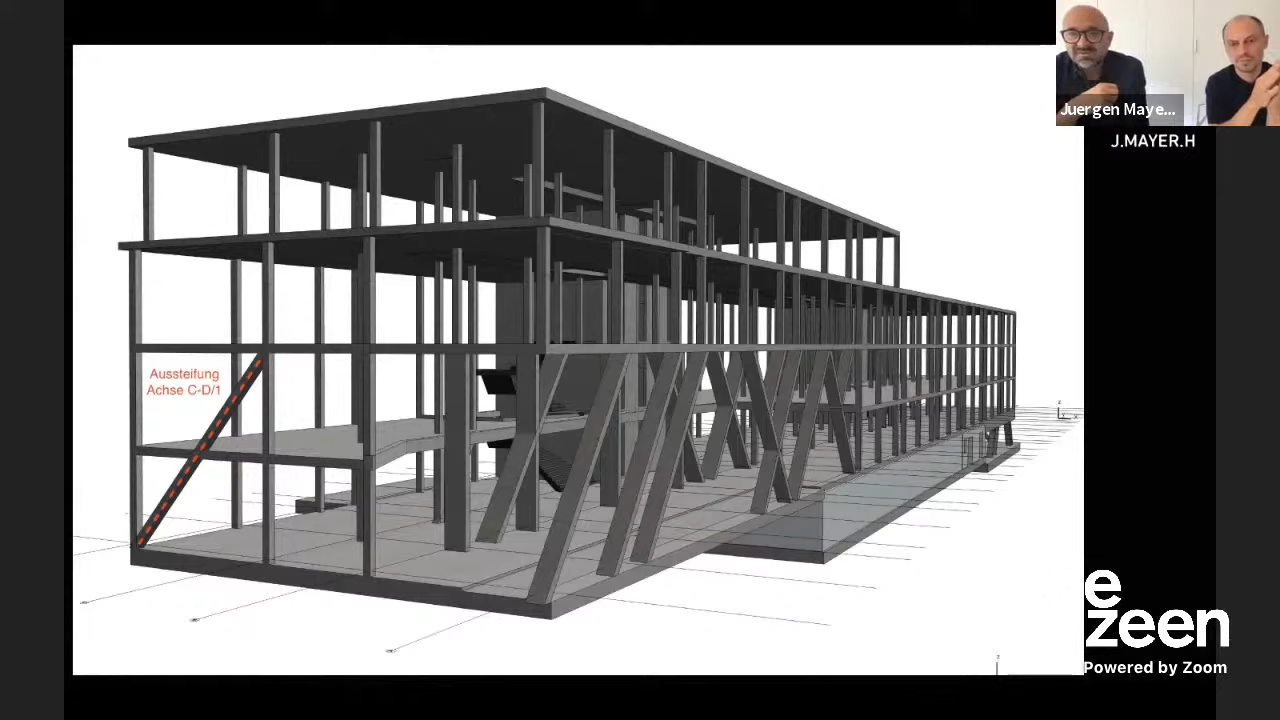 Juergen Maye...
J.MAYER.H
Aussteifung
Achse C-D/1
e
zeen
Powered by Zoom